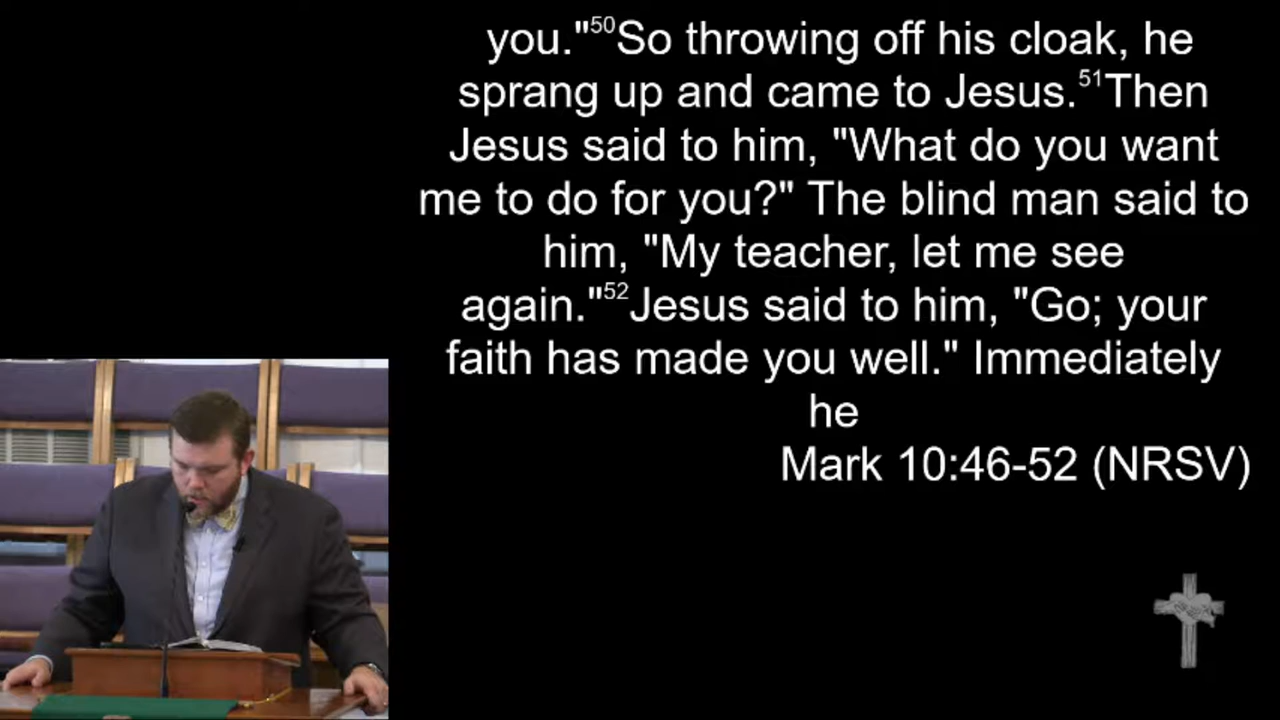 you."50So throwing off his cloak, he
sprang up and came to Jesus.51Then
Jesus said to him, "What do you want
me to do for you?" The blind man said to
him, "My teacher, let me see
again."52Jesus said to him, "Go; your
faith has made you well." Immediately
he
Mark 10:46-52 (NRSV)